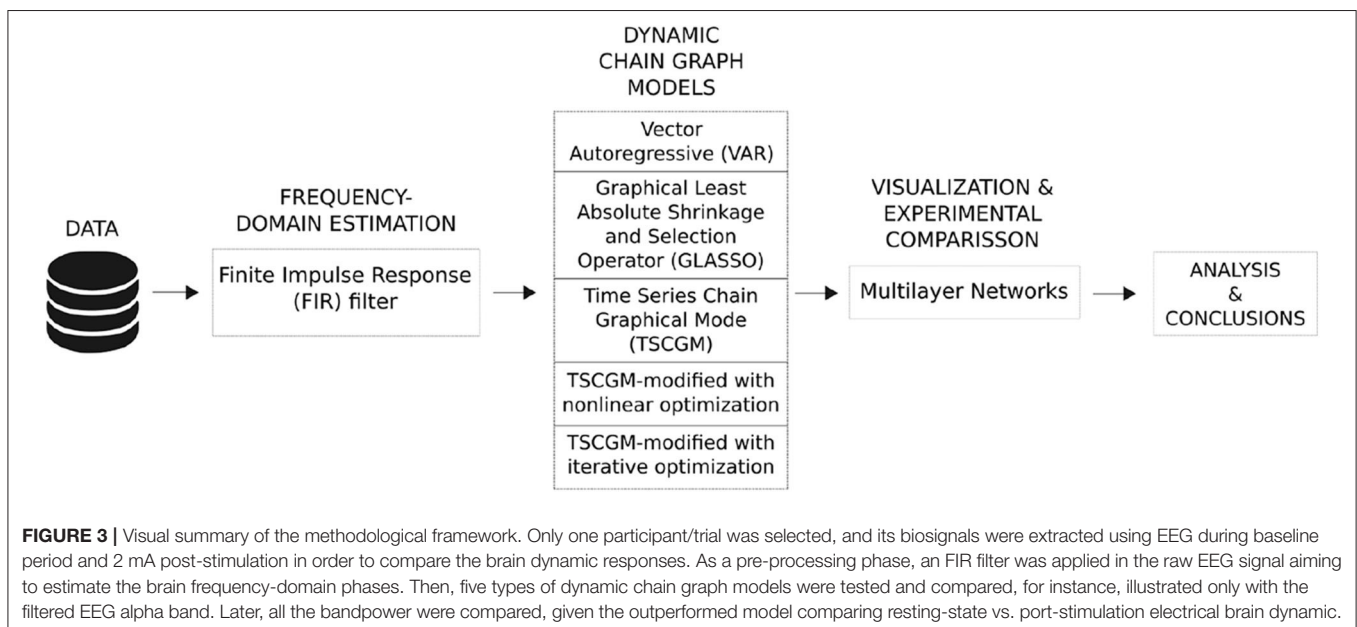 DATA
FREQUENCY-
DOMAIN ESTIMATION
Finite Impulse Response
(FIR) filter
DYNAMIC
CHAIN GRAPH
MODELS
Vector
Autoregressive (VAR)
Graphical Least
Absolute Shrinkage
and Selection
Operator (GLASSO)
Time Series Chain
Graphical Mode
(TSCGM)
TSCGM-modified with
nonlinear optimization
TSCGM-modified with
iterative optimization
VISUALIZATION &
EXPERIMENTAL
COMPARISSON
Multilayer Networks
ANALYSIS
&
CONCLUSIONS
FIGURE 3 | Visual summary of the methodological framework. Only one participant/trial was selected, and its biosignals were extracted using EEG during baseline
period and 2 mA post-stimulation in order to compare the brain dynamic responses. As a pre-processing phase, an FIR filter was applied in the raw EEG signal aiming
to estimate the brain frequency-domain phases. Then, five types of dynamic chain graph models were tested and compared, for instance, illustrated only with the
filtered EEG alpha band. Later, all the bandpower were compared, given the outperformed model comparing resting-state vs. port-stimulation electrical brain dynamic.